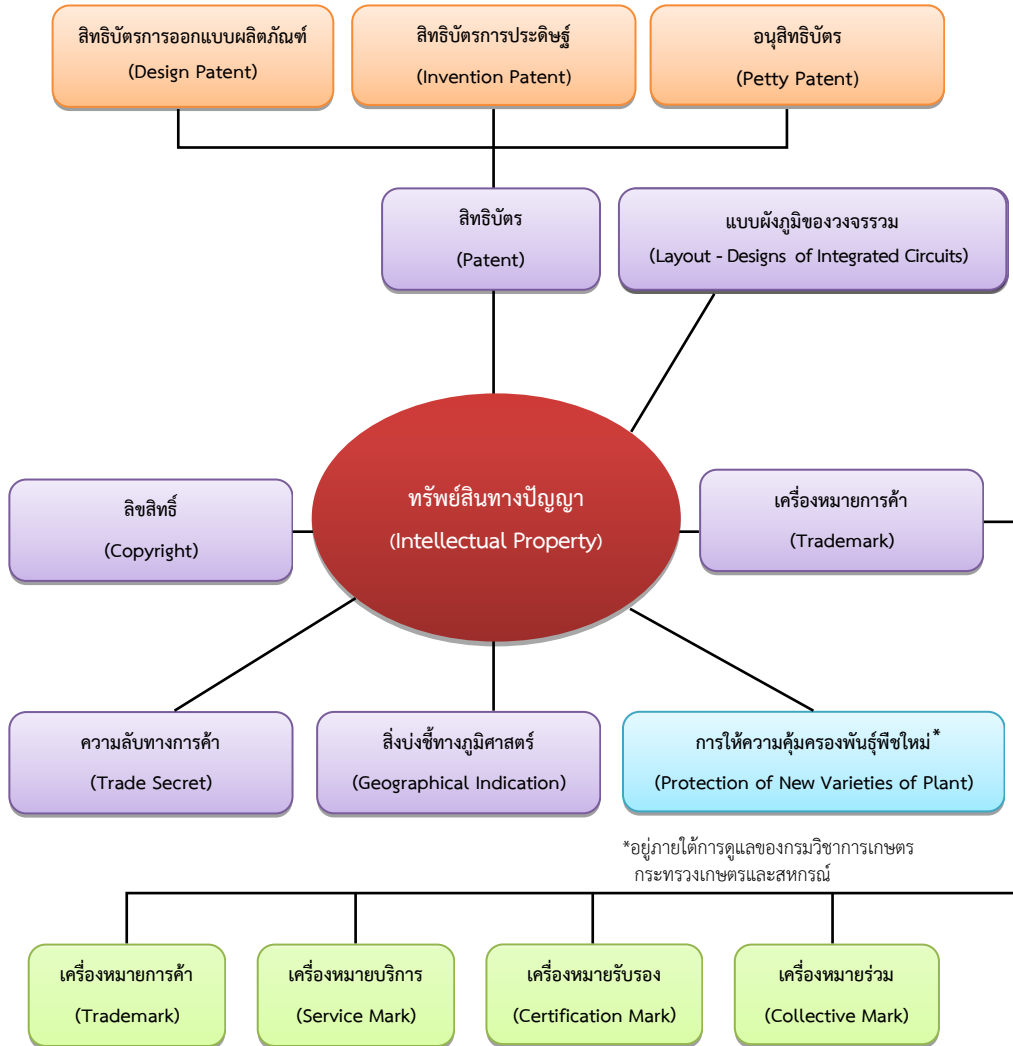 สิทธิบัตรการออกแบบผลิตภัณฑ์
(Design Patent)
สิทธิบัตรการประดิษฐ์
(Invention Patent)
อนุสิทธิบัตร
(Petty Patent)
สิทธิบัตร
(Patent)
แบบผังภูมิของวงจรรวม
(Layout - Designs of Integrated Circuits)
ลิขสิทธิ์
(Copyright)
ทรัพย์สินทางปัญญา
(Intellectual Property)
เครื่องหมายการค้า
(Trademark)
ความลับทางการค้า
(Trade Secret)
สิ่งบ่งชี้ทางภูมิศาสตร์
(Geographical Indication)
การให้ความคุ้มครองพันธุ์พืชใหม่*
(Protection of New Varieties of Plant)
*อยู่ภายใต้การดูแลของกรมวิชาการเกษตร
กระทรวงเกษตรและสหกรณ์
เครื่องหมายการค้า
(Trademark)
เครื่องหมายบริการ
(Service Mark)
เครื่องหมายรับรอง
(Certification Mark)
เครื่องหมายร่วม
(Collective Mark)